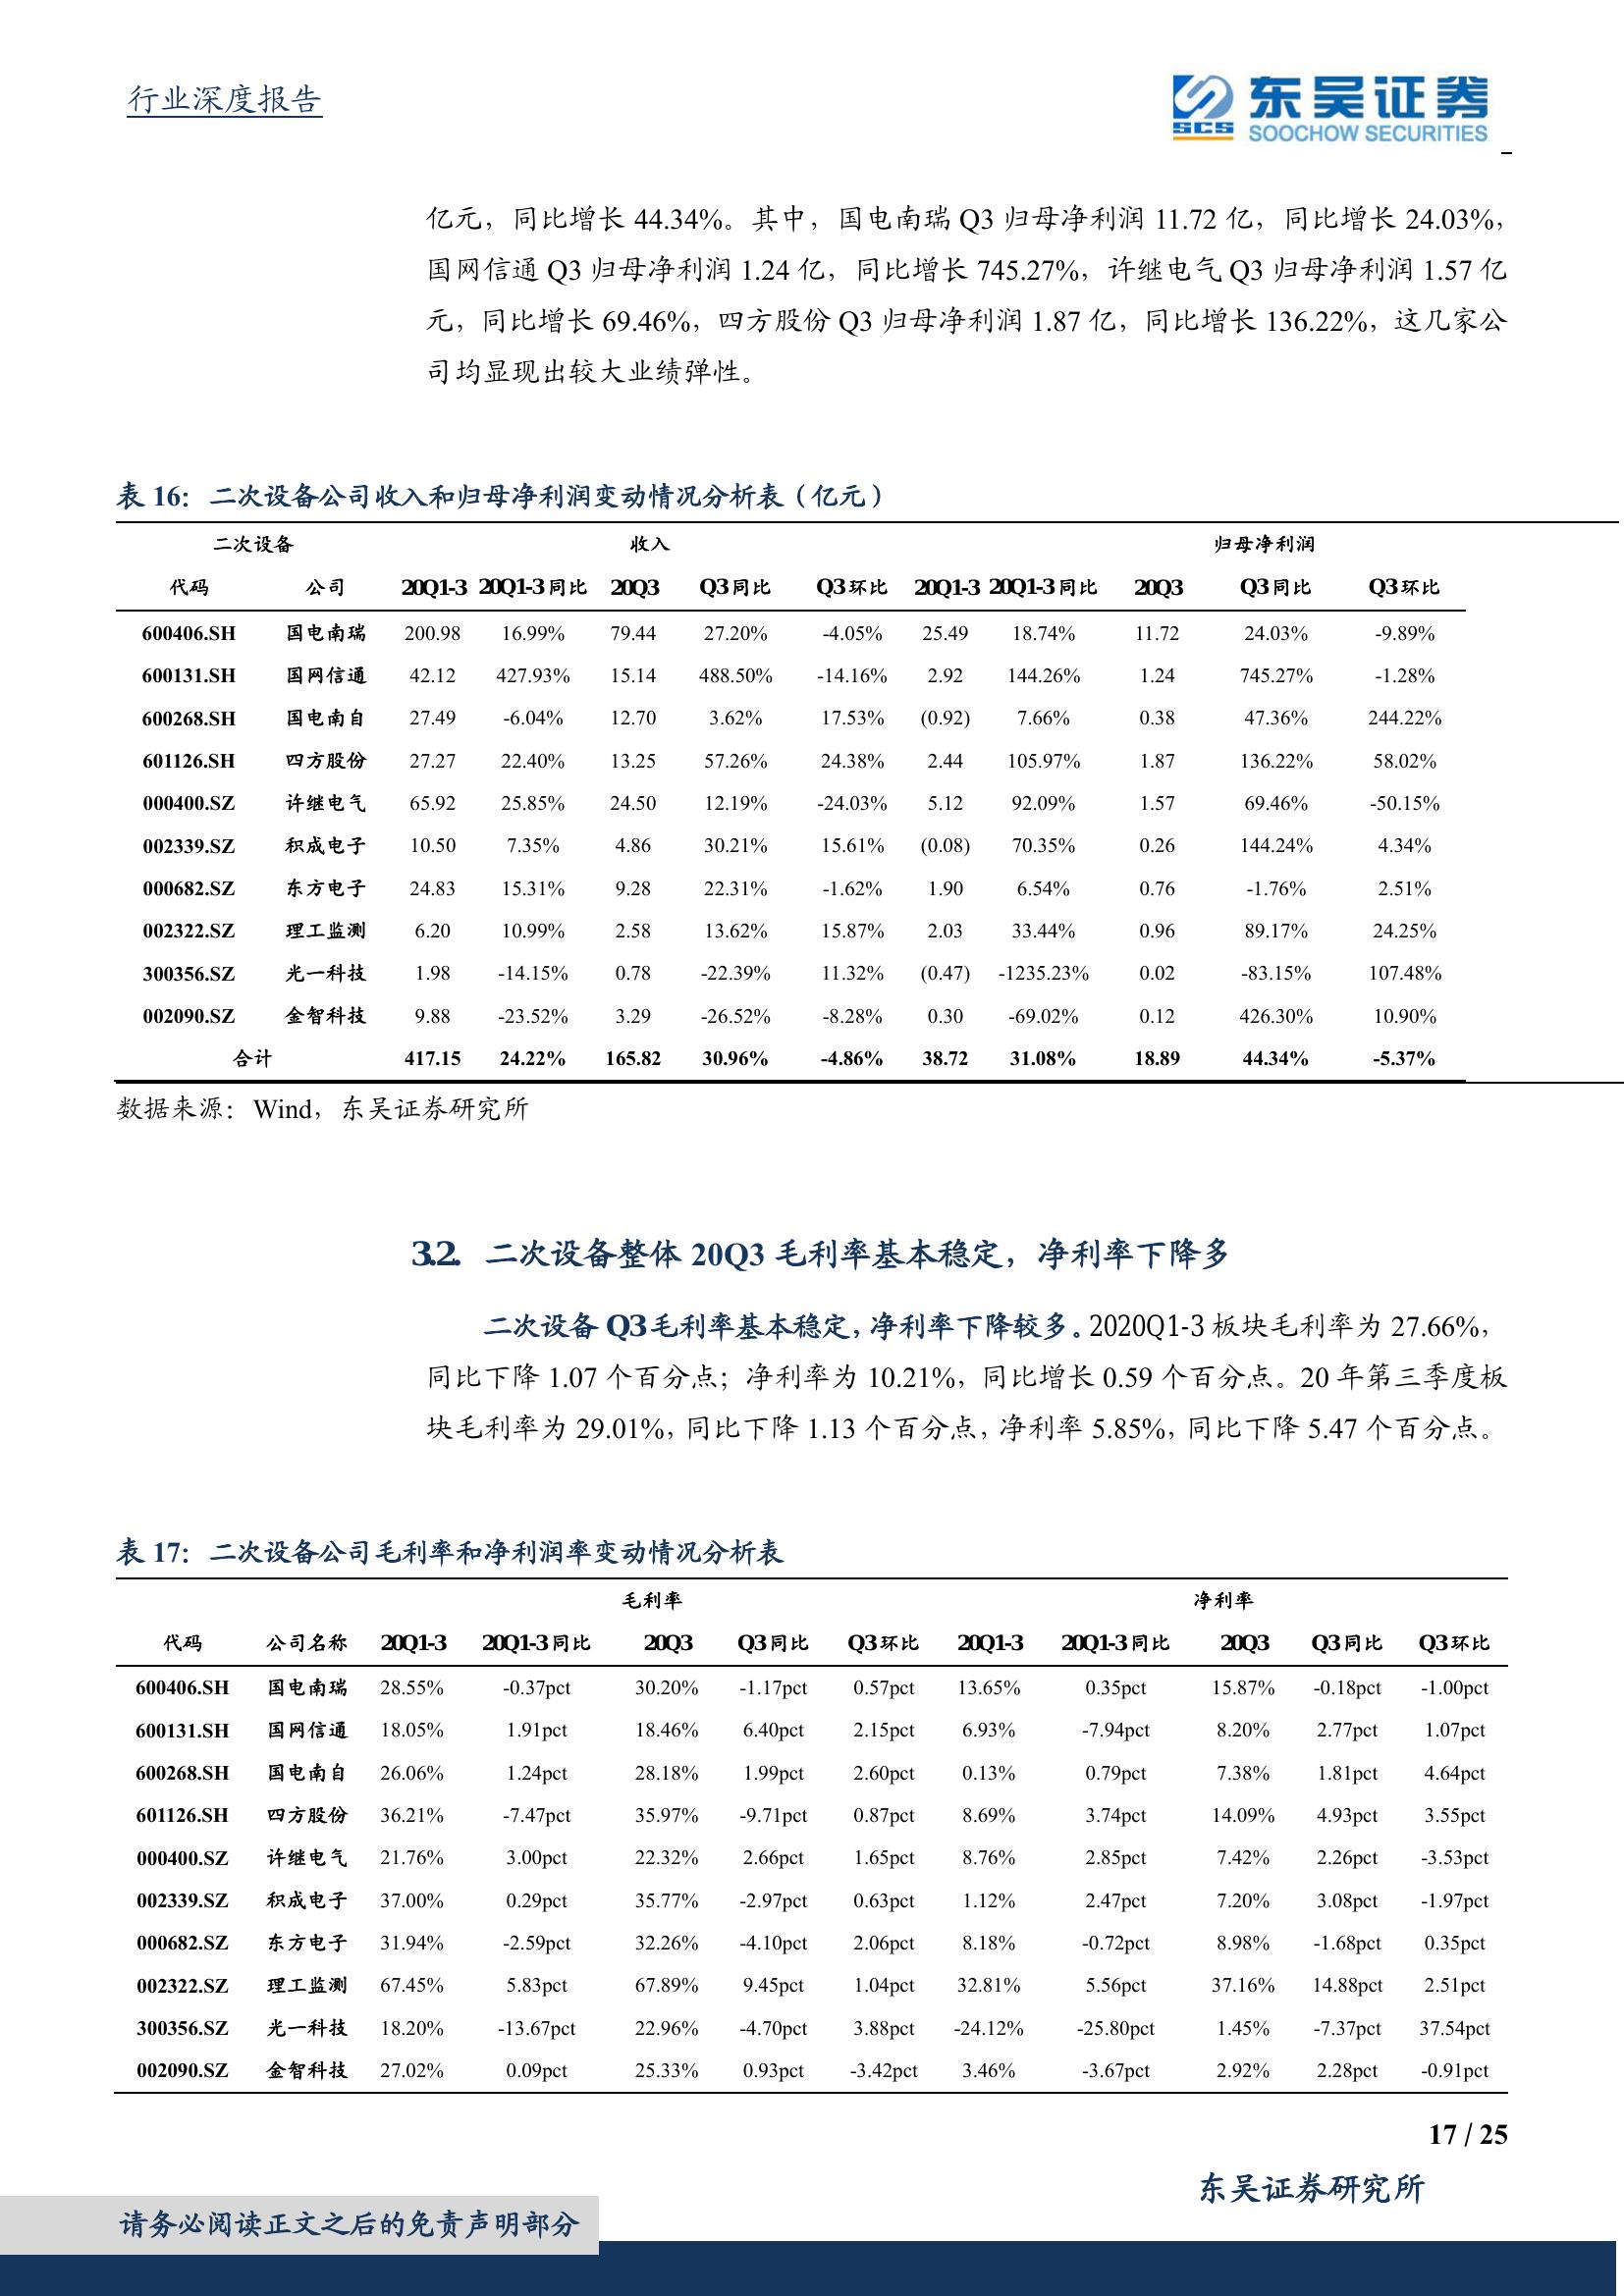 行业深度报告
SCS
东吴证券
SOOCHOW SECURITIES
亿元，同比增长 44.34%。其中，国电南瑞 Q3 归母净利润 11.72 亿，同比增长 24.03%，
国网信通 Q3 归母净利润 1.24 亿，同比增长 745.27%，许继电气 Q3 归母净利润 1.57 亿
元，同比增长 69.46%，四方股份 Q3 归母净利润 1.87 亿，同比增长 136.22%，这几家公
司均显现出较大业绩弹性。
表 16：二次设备公司收入和归母净利润变动情况分析表（亿元）
二次设备 收入 归母净利润
代码 公司 20Q1-3 20Q1-3同比 20Q3 Q3同比 Q3环比 20Q1-3 20Q1-3同比 20Q3 Q3同比 Q3环比
600406.SH 国电南瑞 200.98 16.99% 79.44 27.20% -4.05% 25.49 18.74% 11.72 24.03% -9.89%
600131.SH 国网信通 42.12 427.93% 15.14 488.50% -14.16% 2.92 144.26% 1.24 745.27% -1.28%
600268.SH 国电南自 27.49 -6.04% 12.70 3.62% 17.53% (0.92) 7.66% 0.38 47.36% 244.22%
601126.SH 四方股份 27.27 22.40% 13.25 57.26% 24.38% 2.44 105.97% 1.87 136.22% 58.02%
000400.SZ 许继电气 65.92 25.85% 24.50 12.19% -24.03% 5.12 92.09% 1.57 69.46% -50.15%
002339.SZ 积成电子 10.50 7.35% 4.86 30.21% 15.61% (0.08) 70.35% 0.26 144.24% 4.34%
000682.SZ 东方电子 24.83 15.31% 9.28 22.31% -1.62% 1.90 6.54% 0.76 -1.76% 2.51%
002322.SZ 理工监测 6.20 10.99% 2.58 13.62% 15.87% 2.03 33.44% 0.96 89.17% 24.25%
300356.SZ 光一科技 1.98 -14.15% 0.78 -22.39% 11.32% (0.47) -1235.23% 0.02 -83.15% 107.48%
002090.SZ 金智科技 9.88 -23.52% 3.29 -26.52% -8.28% 0.30 -69.02% 0.12 426.30% 10.90%
合计 417.15 24.22% 165.82 30.96% -4.86% 38.72 31.08% 18.89 44.34% -5.37%
数据来源：Wind，东吴证券研究所
3.2. 二次设备整体 20Q3 毛利率基本稳定，净利率下降多
二次设备 Q3毛利率基本稳定，净利率下降较多。2020Q1-3 板块毛利率为 27.66%，
同比下降 1.07 个百分点；净利率为 10.21%，同比增长 0.59 个百分点。20 年第三季度板
块毛利率为 29.01%，同比下降 1.13 个百分点，净利率 5.85%，同比下降 5.47 个百分点。
表 17：二次设备公司毛利率和净利润率变动情况分析表
毛利率 净利率
代码 公司名称 20Q1-3 20Q1-3同比 20Q3 Q3同比 Q3环比 20Q1-3 20Q1-3同比 20Q3 Q3同比 Q3环比
600406.SH 国电南瑞 28.55% -0.37pct 30.20% -1.17pct 0.57pct 13.65% 0.35pct 15.87% -0.18pct -1.00pct
600131.SH 国网信通 18.05% 1.91pct 18.46% 6.40pct 2.15pct 6.93% -7.94pct 8.20% 2.77pct 1.07pct
600268.SH 国电南自 26.06% 1.24pct 28.18% 1.99pct 2.60pct 0.13% 0.79pct 7.38% 1.81pct 4.64pct
601126.SH 四方股份 36.21% -7.47pct 35.97% -9.71pct 0.87pct 8.69% 3.74pct 14.09% 4.93pct 3.55pct
000400.SZ 许继电气 21.76% 3.00pct 22.32% 2.66pct 1.65pct 8.76% 2.85pct 7.42% 2.26pct -3.53pct
002339.SZ 积成电子 37.00% 0.29pct 35.77% -2.97pct 0.63pct 1.12% 2.47pct 7.20% 3.08pct -1.97pct
000682.SZ 东方电子 31.94% -2.59pct 32.26% -4.10pct 2.06pct 8.18% -0.72pct 8.98% -1.68pct 0.35pct
002322.SZ 理工监测 67.45% 5.83pct 67.89% 9.45pct 1.04pct 32.81% 5.56pct 37.16% 14.88pct 2.51pct
300356.SZ 光一科技 18.20% -13.67pct 22.96% -4.70pct 3.88pct -24.12% -25.80pct 1.45% -7.37pct 37.54pct
002090.SZ 金智科技 27.02% 0.09pct 25.33% 0.93pct -3.42pct 3.46% -3.67pct 2.92% 2.28pct -0.91pct
17 / 25
东吴证券研究所
请务必阅读正文之后的免责声明部分